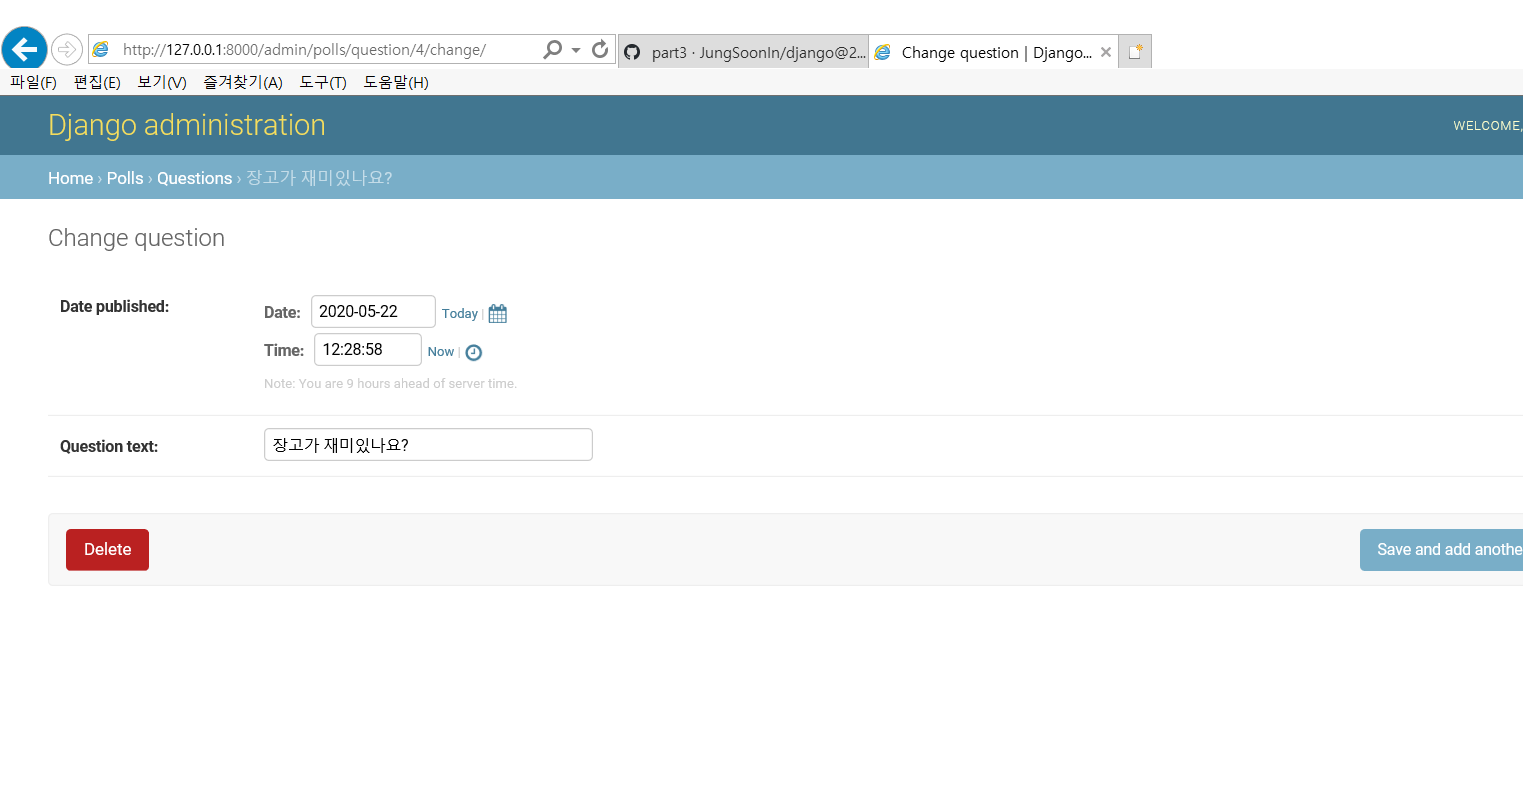 http://127.0.0.1:8000/admin/polls/question/4/change/
part3 · JungSoonIn/django@2...
Change question | Django...
파일(F) 편집(E) 보기(V) 즐겨찾기(A) 도구(T) 도움말(H)
Django administration
WELCOME,
Home › Polls › Questions › 장고가 재미있나요?
Change question
Date published:
Date: 2020-05-22 Today |
Time: 12:28:58 Now |
Note: You are 9 hours ahead of server time.
Question text: 장고가 재미있나요?
Delete
Save and add anothe